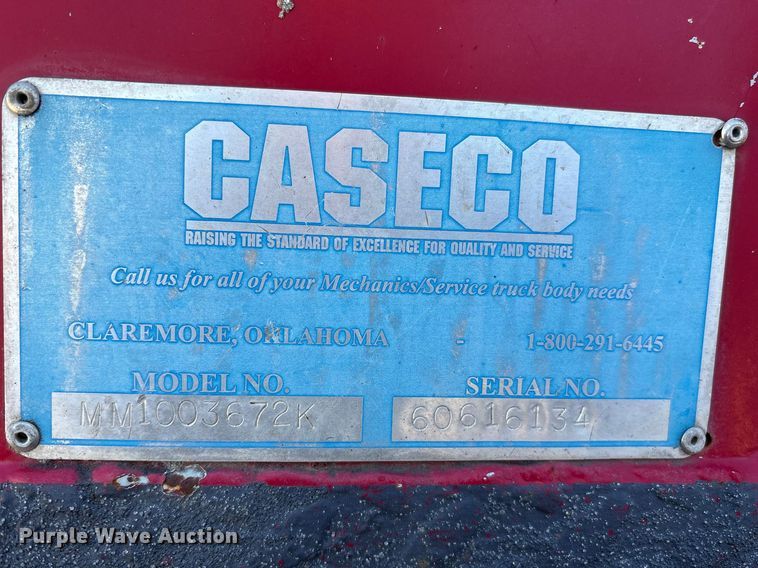 CASECO
RAISING THE STANDARD OF EXCELLENCE FOR QUALITY AND SERVICE
Call us for all of your Mechanics/Service truck body needs
CLAREMORE, OKLAHOMA - 1-800-291-6445
MODEL NO. SERIAL NO.
MM1003672K 60616134
Purple Wave Auction